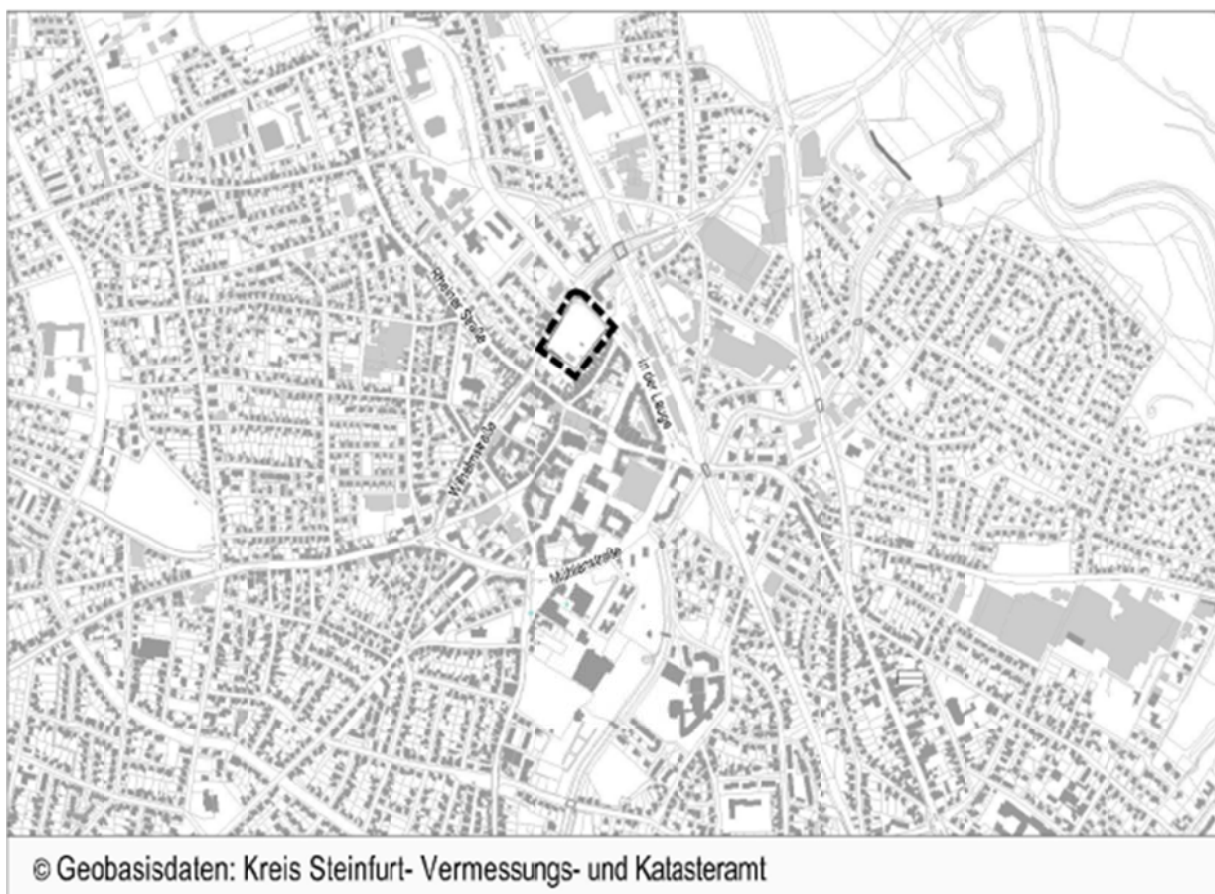 Rheiner Straße
In der Lauge
Wilhelmstraße
Mühlenstraße
© Geobasisdaten: Kreis Steinfurt- Vermessungs- und Katasteramt